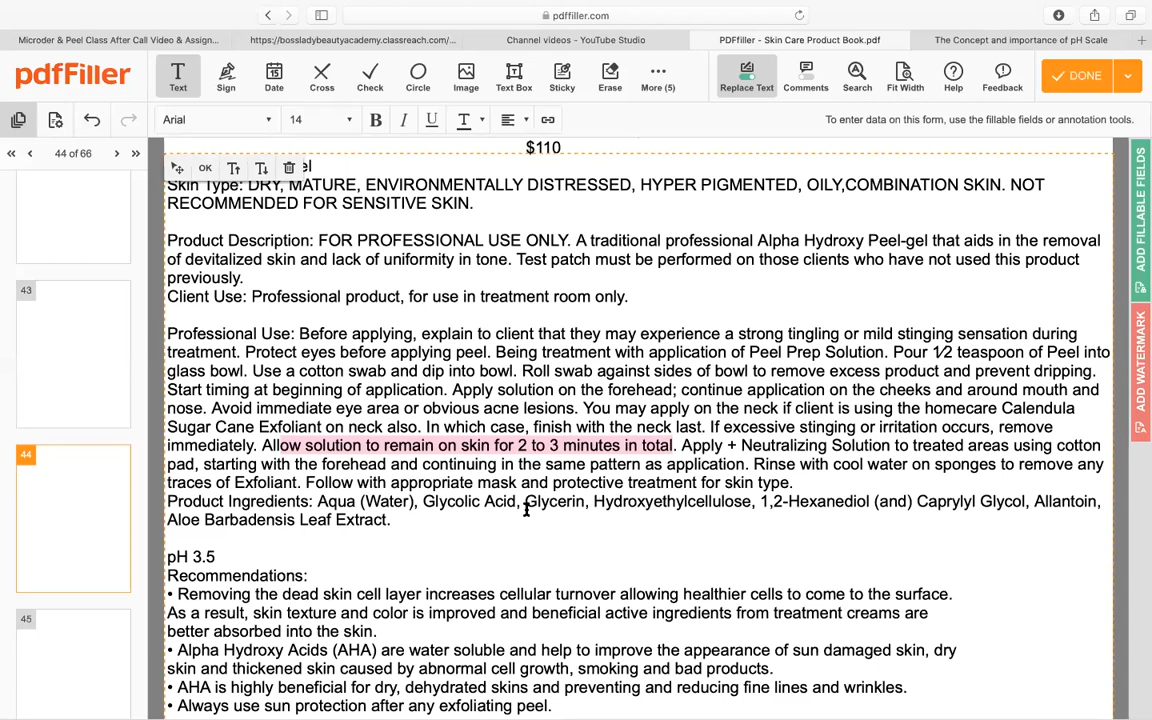 pdffiller.com
Microder & Peel Class After Call Video & Assign...
https://bossladybeautyacademy.classreach.com/...
Channel videos - YouTube Studio
PDFfiller - Skin Care Product Book.pdf
The Concept and importance of pH Scale
pdfFiller
Text
Sign
Date
Cross
Check
Circle
Image
Text Box
Sticky
Erase
More (5)
Replace Text
Comments
Search
Fit Width
Help
Feedback
DONE
Arial
14
B
I
U
T
To enter data on this form, use the fillable fields or annotation tools.
44 of 66
$110
OK
el
Skin Type: DRY, MATURE, ENVIRONMENTALLY DISTRESSED, HYPER PIGMENTED, OILY,COMBINATION SKIN. NOT
RECOMMENDED FOR SENSITIVE SKIN.
Product Description: FOR PROFESSIONAL USE ONLY. A traditional professional Alpha Hydroxy Peel-gel that aids in the removal
of devitalized skin and lack of uniformity in tone. Test patch must be performed on those clients who have not used this product
previously.
Client Use: Professional product, for use in treatment room only.
Professional Use: Before applying, explain to client that they may experience a strong tingling or mild stinging sensation during
treatment. Protect eyes before applying peel. Being treatment with application of Peel Prep Solution. Pour 1⁄2 teaspoon of Peel into
glass bowl. Use a cotton swab and dip into bowl. Roll swab against sides of bowl to remove excess product and prevent dripping.
Start timing at beginning of application. Apply solution on the forehead; continue application on the cheeks and around mouth and
nose. Avoid immediate eye area or obvious acne lesions. You may apply on the neck if client is using the homecare Calendula
Sugar Cane Exfoliant on neck also. In which case, finish with the neck last. If excessive stinging or irritation occurs, remove
immediately. Allow solution to remain on skin for 2 to 3 minutes in total. Apply + Neutralizing Solution to treated areas using cotton
pad, starting with the forehead and continuing in the same pattern as application. Rinse with cool water on sponges to remove any
traces of Exfoliant. Follow with appropriate mask and protective treatment for skin type.
Product Ingredients: Aqua (Water), Glycolic Acid, Glycerin, Hydroxyethylcellulose, 1,2-Hexanediol (and) Caprylyl Glycol, Allantoin,
Aloe Barbadensis Leaf Extract.
pH 3.5
Recommendations:
• Removing the dead skin cell layer increases cellular turnover allowing healthier cells to come to the surface.
As a result, skin texture and color is improved and beneficial active ingredients from treatment creams are
better absorbed into the skin.
• Alpha Hydroxy Acids (AHA) are water soluble and help to improve the appearance of sun damaged skin, dry
skin and thickened skin caused by abnormal cell growth, smoking and bad products.
• AHA is highly beneficial for dry, dehydrated skins and preventing and reducing fine lines and wrinkles.
• Always use sun protection after any exfoliating peel.
43
44
45
ADD FILLABLE FIELDS
ADD WATERMARK